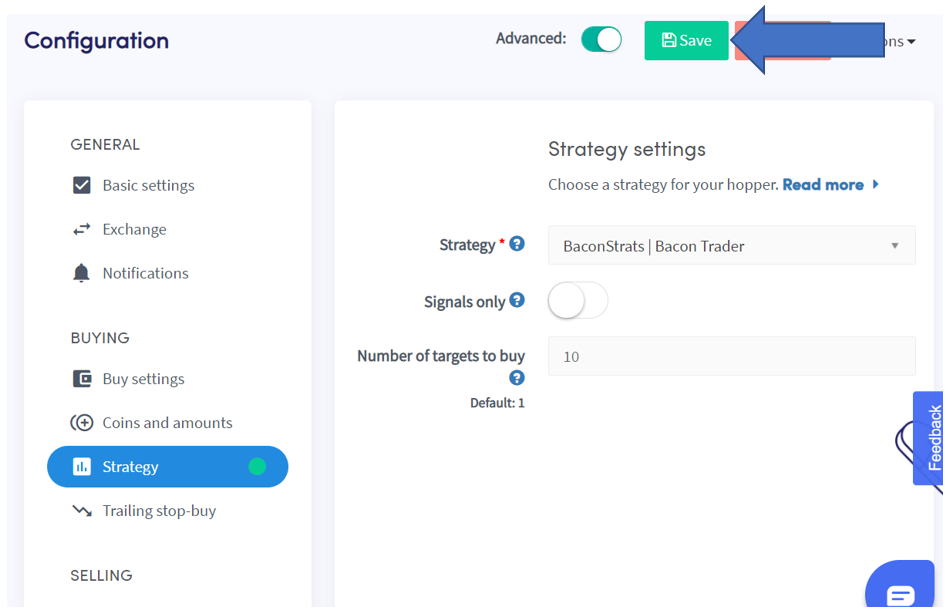 Configuration
Advanced:
Save
ons
GENERAL
Basic settings
Exchange
Notifications
BUYING
Buy settings
Coins and amounts
Strategy
Trailing stop-buy
SELLING
Strategy settings
Choose a strategy for your hopper. Read more
Strategy *
BaconStrats | Bacon Trader
Signals only
Number of targets to buy
10
Default: 1
Feedback